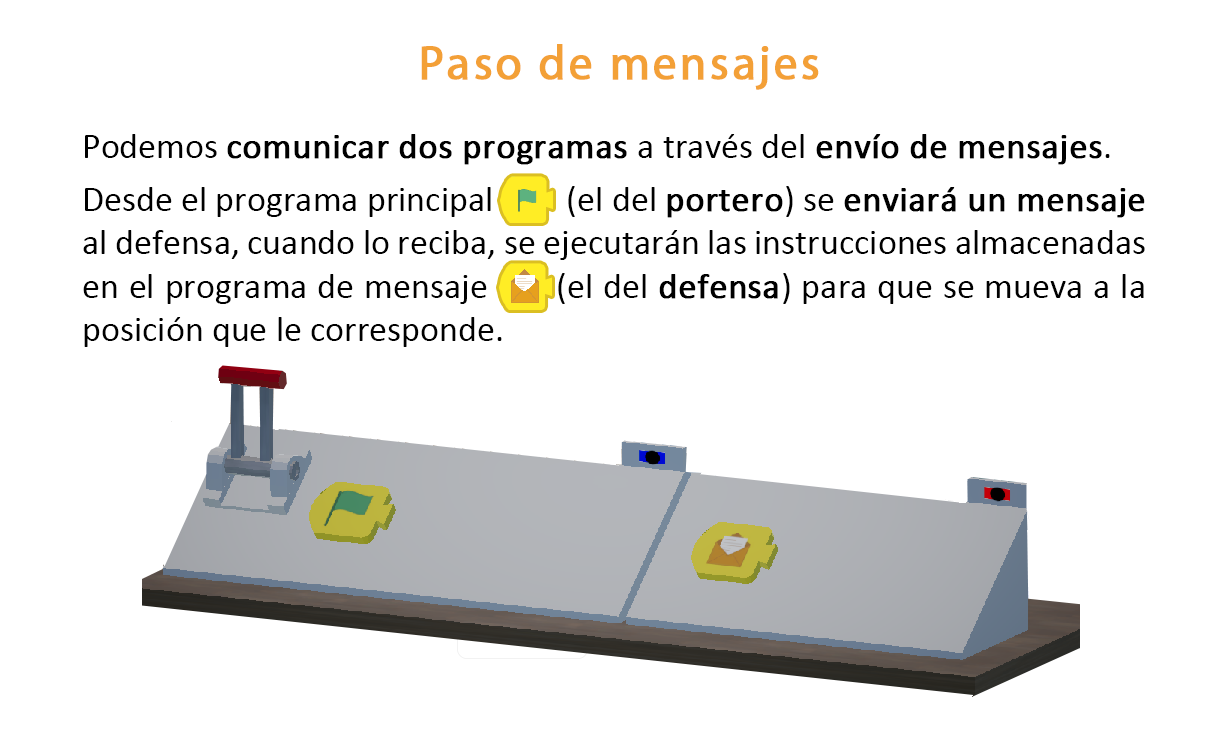 Paso de mensajes
Podemos comunicar dos programas a través del envío de mensajes.
Desde el programa principal (el del portero) se enviará un mensaje
al defensa, cuando lo reciba, se ejecutarán las instrucciones almacenadas
en el programa de mensaje (el del defensa) para que se mueva a la
posición que le corresponde.